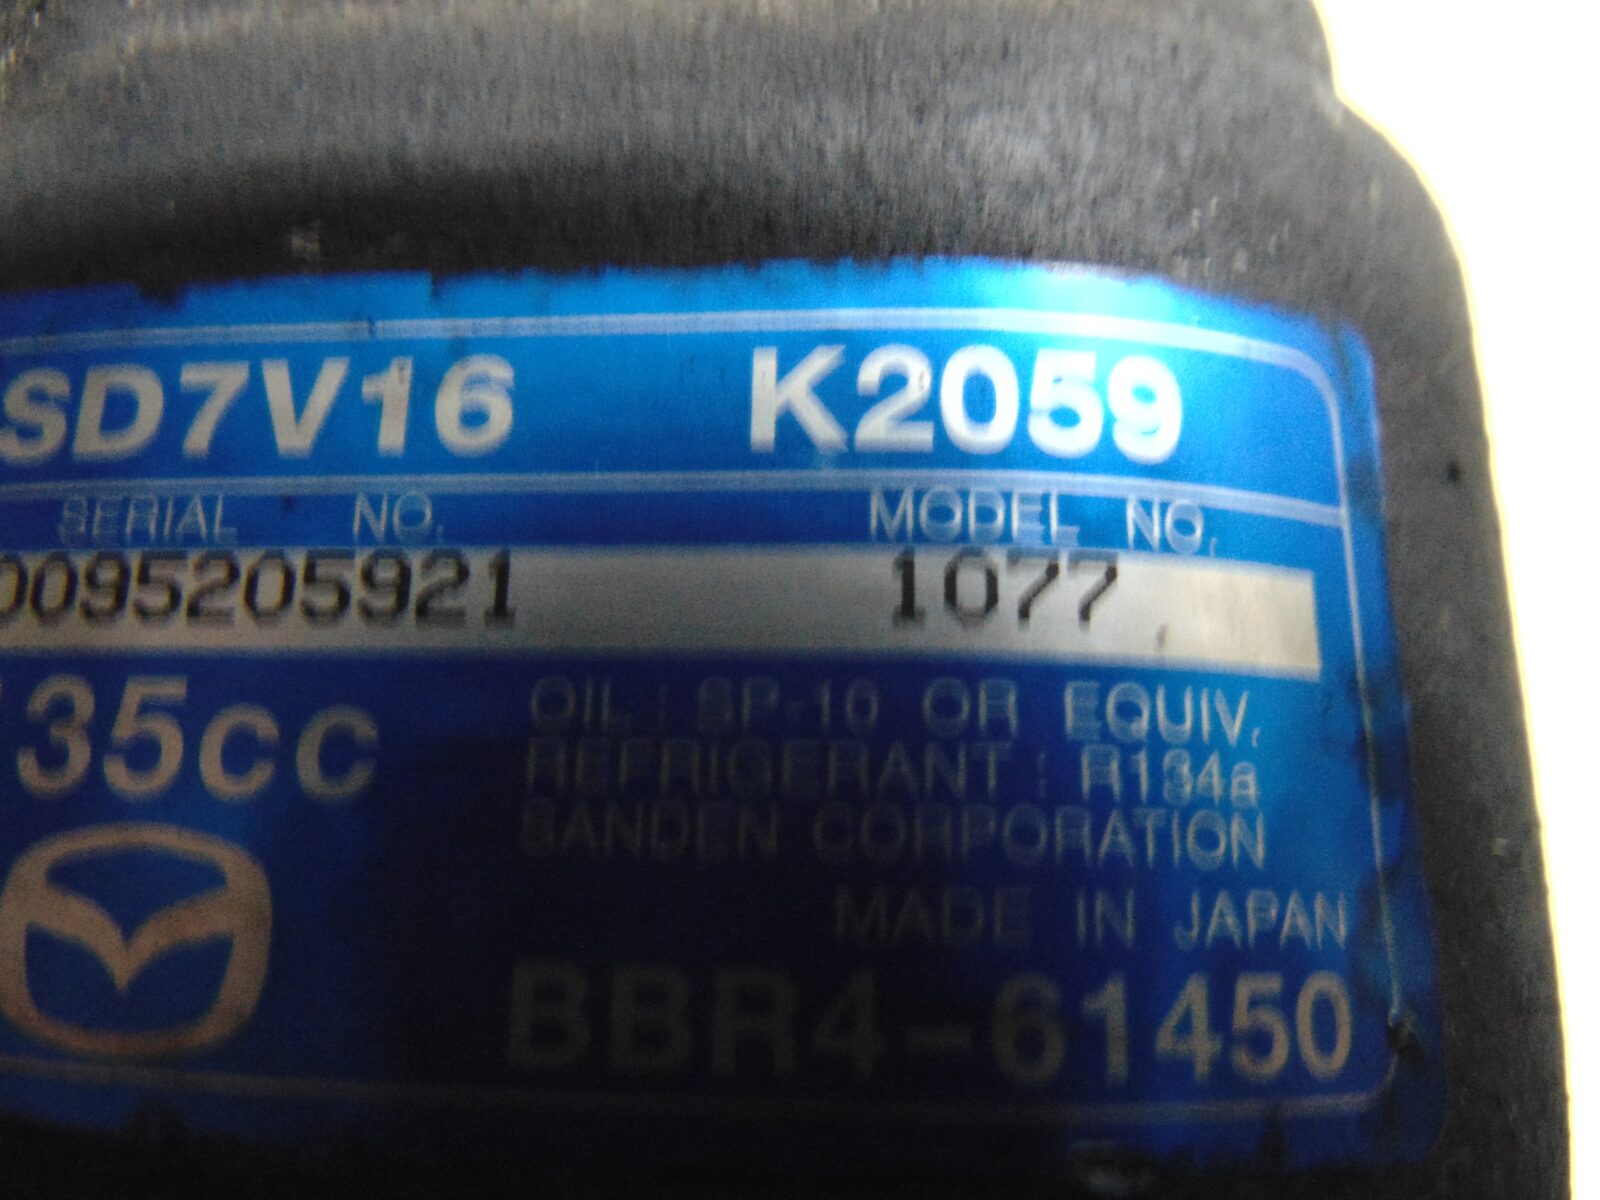 SD7V16 K2059
SERIAL NO. MODEL NO.
0095205921 1077
35cc
OIL : SP-10 OR EQUIV.
REFRIGERANT : R134a
SANDEN CORPORATION
MADE IN JAPAN
BBR4-61450